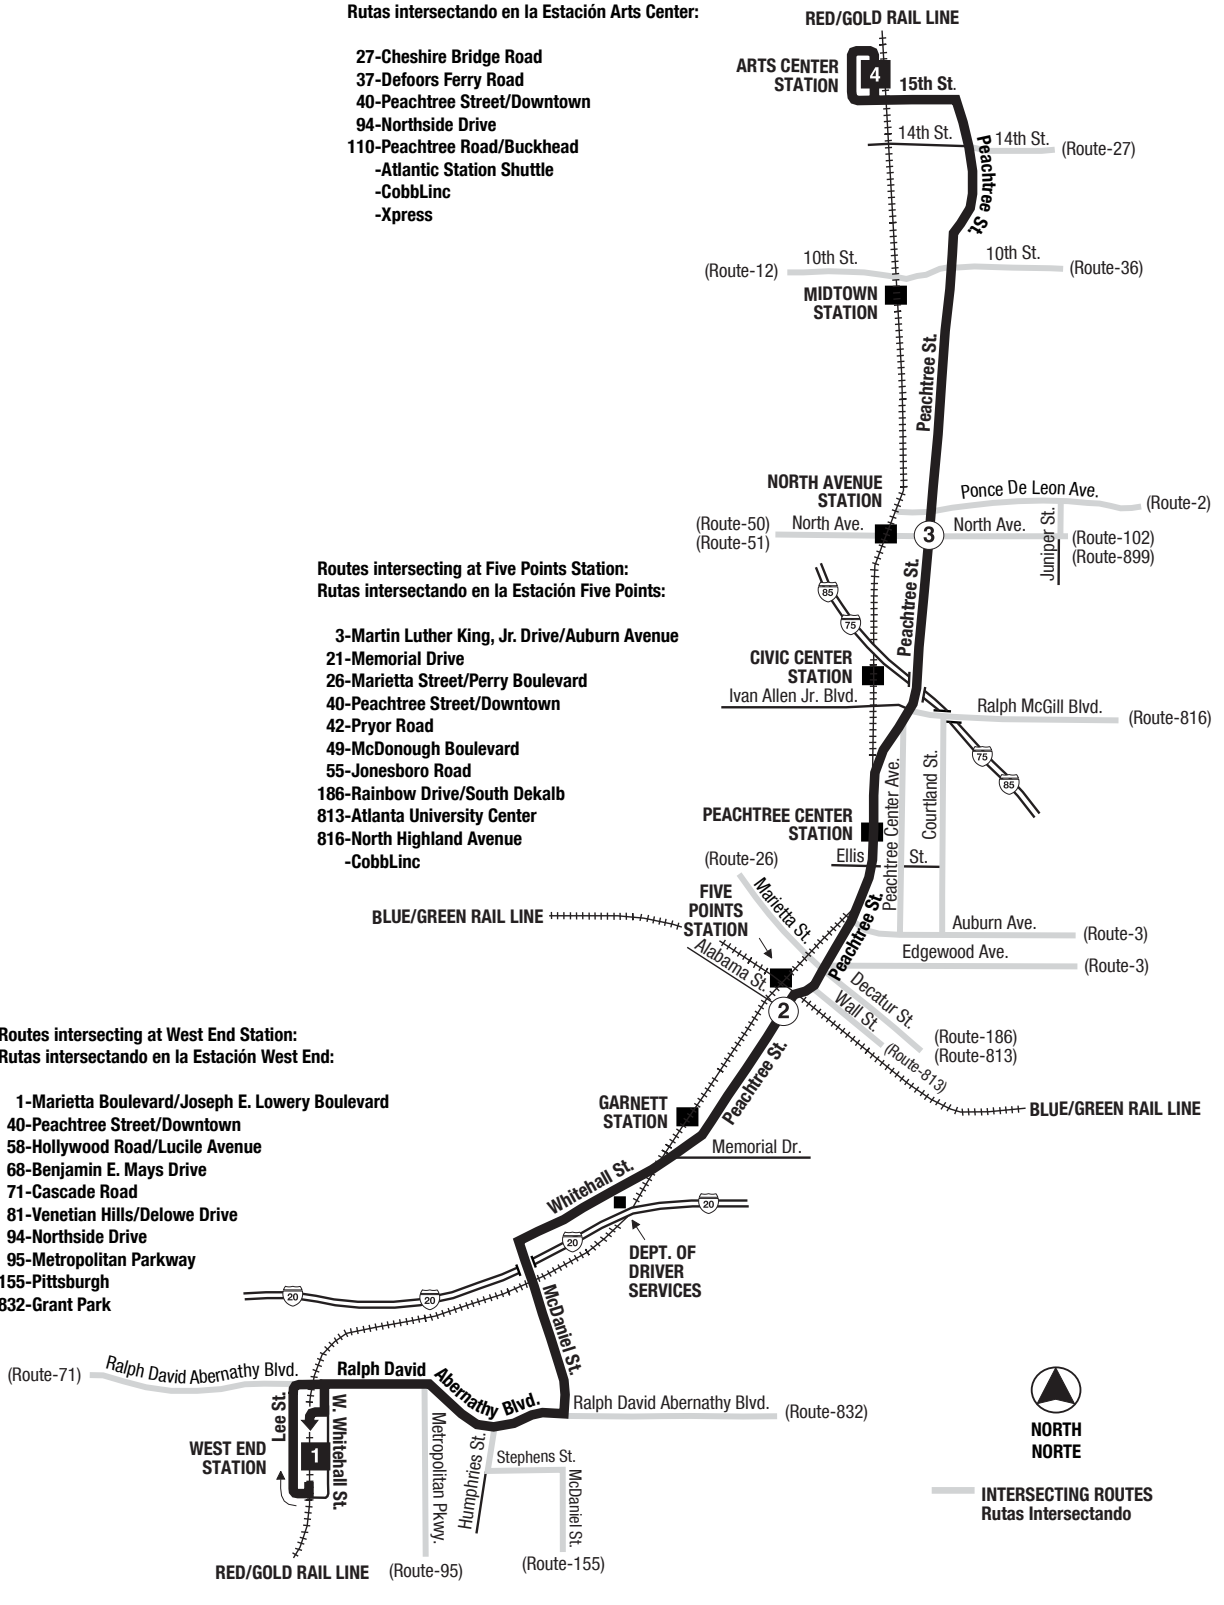 Rutas intersectando en la Estación Arts Center:
27-Cheshire Bridge Road
37-Defoors Ferry Road
40-Peachtree Street/Downtown
94-Northside Drive
110-Peachtree Road/Buckhead
-Atlantic Station Shuttle
-CobbLinc
-Xpress
RED/GOLD RAIL LINE
ARTS CENTER
STATION
4
15th St.
14th St.
14th St.
(Route-27)
Peachtree St.
10th St.
10th St.
(Route-12)
(Route-36)
MIDTOWN
STATION
Peachtree St.
NORTH AVENUE
STATION
Ponce De Leon Ave.
(Route-2)
(Route-50)
(Route-51)
North Ave.
3
North Ave.
Juniper St.
(Route-102)
(Route-899)
Routes intersecting at Five Points Station:
Rutas intersectando en la Estación Five Points:
3-Martin Luther King, Jr. Drive/Auburn Avenue
21-Memorial Drive
26-Marietta Street/Perry Boulevard
40-Peachtree Street/Downtown
42-Pryor Road
49-McDonough Boulevard
55-Jonesboro Road
186-Rainbow Drive/South Dekalb
813-Atlanta University Center
816-North Highland Avenue
-CobbLinc
85
75
Peachtree St.
CIVIC CENTER
STATION
Ivan Allen Jr. Blvd.
Ralph McGill Blvd.
(Route-816)
75
85
Peachtree Center Ave.
Courtland St.
PEACHTREE CENTER
STATION
Ellis
St.
(Route-26)
Marietta St.
FIVE
POINTS
STATION
BLUE/GREEN RAIL LINE
Alabama St.
Peachtree St.
Auburn Ave.
(Route-3)
Edgewood Ave.
(Route-3)
Decatur St.
Wall St.
(Route-186)
(Route-813)
(Route-813)
2
BLUE/GREEN RAIL LINE
Peachtree St.
GARNETT
STATION
Memorial Dr.
Whitehall St.
20
20
DEPT. OF
DRIVER
SERVICES
20
20
McDaniel St.
Routes intersecting at West End Station:
Rutas intersectando en la Estación West End:
1-Marietta Boulevard/Joseph E. Lowery Boulevard
40-Peachtree Street/Downtown
58-Hollywood Road/Lucile Avenue
68-Benjamin E. Mays Drive
71-Cascade Road
81-Venetian Hills/Delowe Drive
94-Northside Drive
95-Metropolitan Parkway
155-Pittsburgh
832-Grant Park
(Route-71)
Ralph David Abernathy Blvd.
Ralph David
Abernathy Blvd.
Ralph David Abernathy Blvd.
(Route-832)
Lee St.
W. Whitehall St.
WEST END
STATION
1
Metropolitan Pkwy.
Humphries St.
Stephens St.
McDaniel St.
RED/GOLD RAIL LINE
(Route-95)
(Route-155)
NORTH
NORTE
INTERSECTING ROUTES
Rutas Intersectando